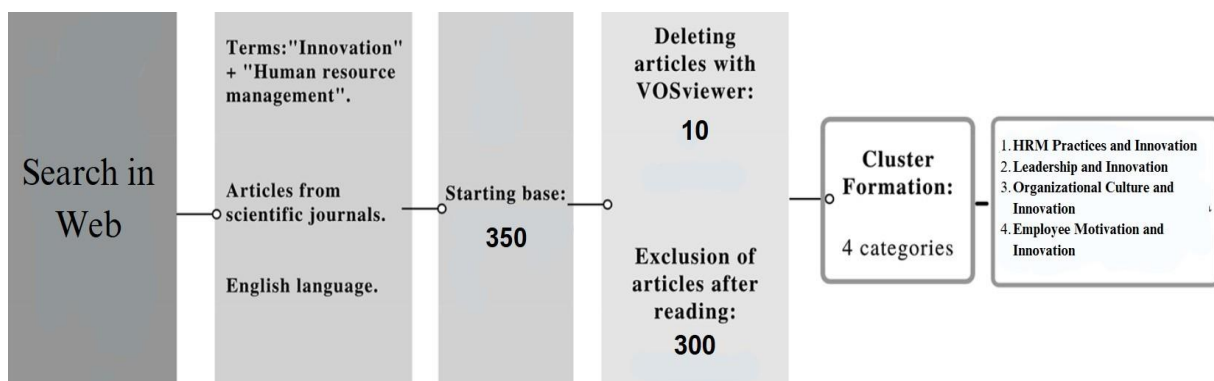 Search in
Web
Terms:"Innovation"
+ "Human resource
management".
Articles from
scientific journals.
English language.
Starting base:
350
Deleting
articles with
VOSviewer:
10
Exclusion of
articles after
reading:
300
Cluster
Formation:
4 categories
1. HRM Practices and Innovation
2. Leadership and Innovation
3. Organizational Culture and
Innovation
4. Employee Motivation and
Innovation